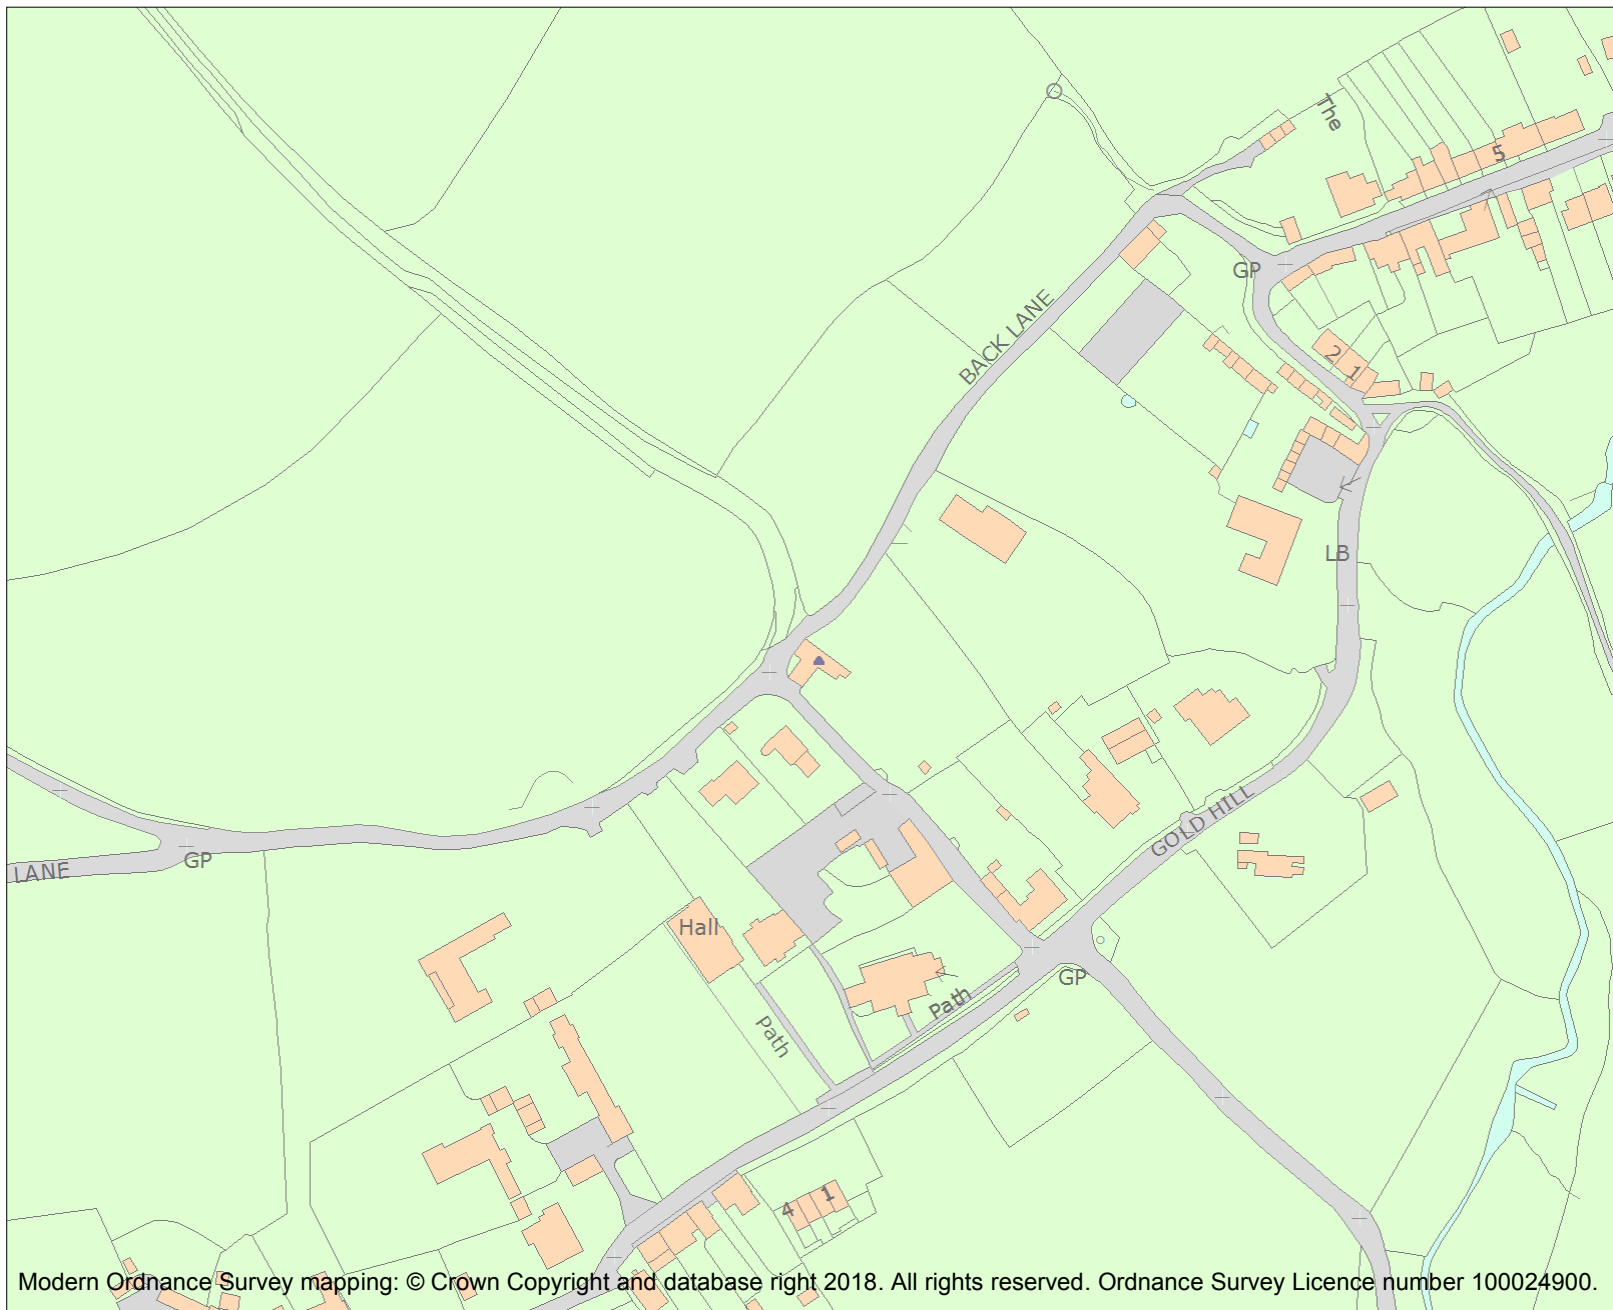 The
5
GP
BACK LANE
2
1
LB
GOLD HILL
GP
LANE
Hall
GP
Path
Path
1
4
Modern Ordnance Survey mapping: © Crown Copyright and database right 2018. All rights reserved. Ordnance Survey Licence number 100024900.